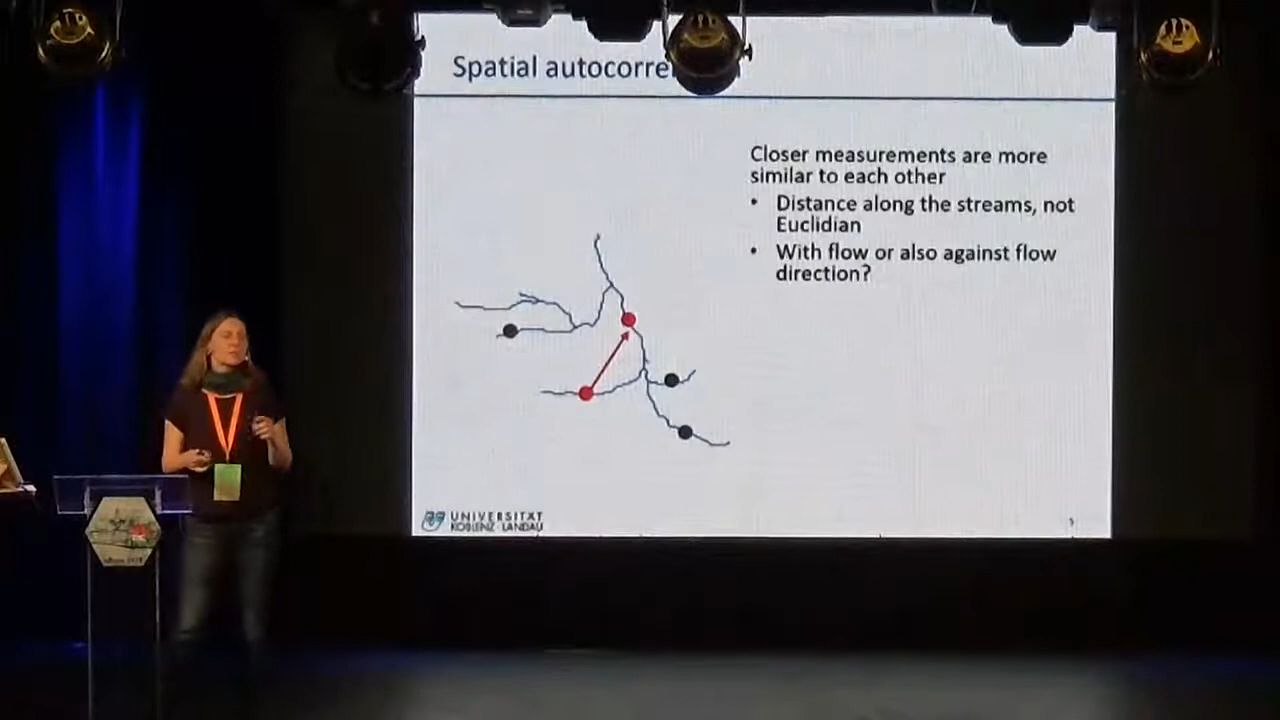 Spatial autocorre
Closer measurements are more
similar to each other
• Distance along the streams, not
Euclidian
• With flow or also against flow
direction?
UNIVERSITÄT
KOBLENZ · LANDAU